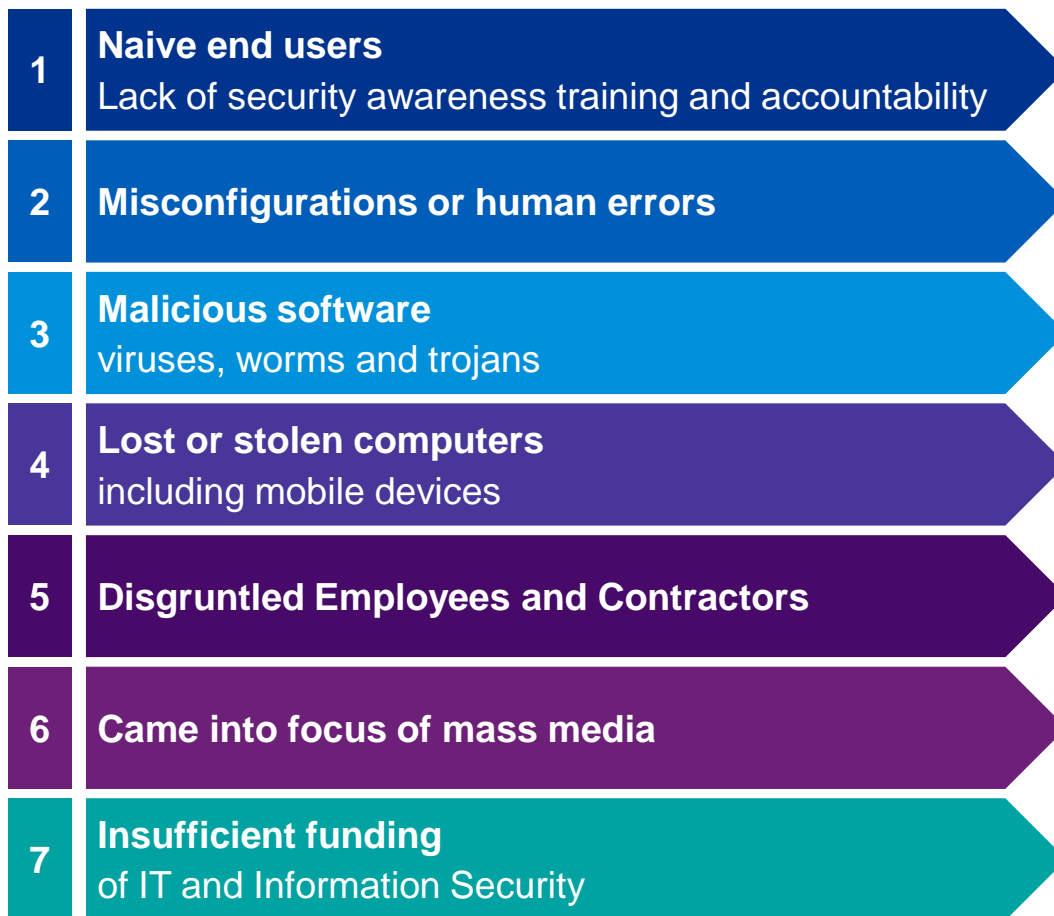 1
Naive end users
Lack of security awareness training and accountability
2
Misconfigurations or human errors
3
Malicious software
viruses, worms and trojans
4
Lost or stolen computers
including mobile devices
5
Disgruntled Employees and Contractors
6
Came into focus of mass media
7
Insufficient funding
of IT and Information Security